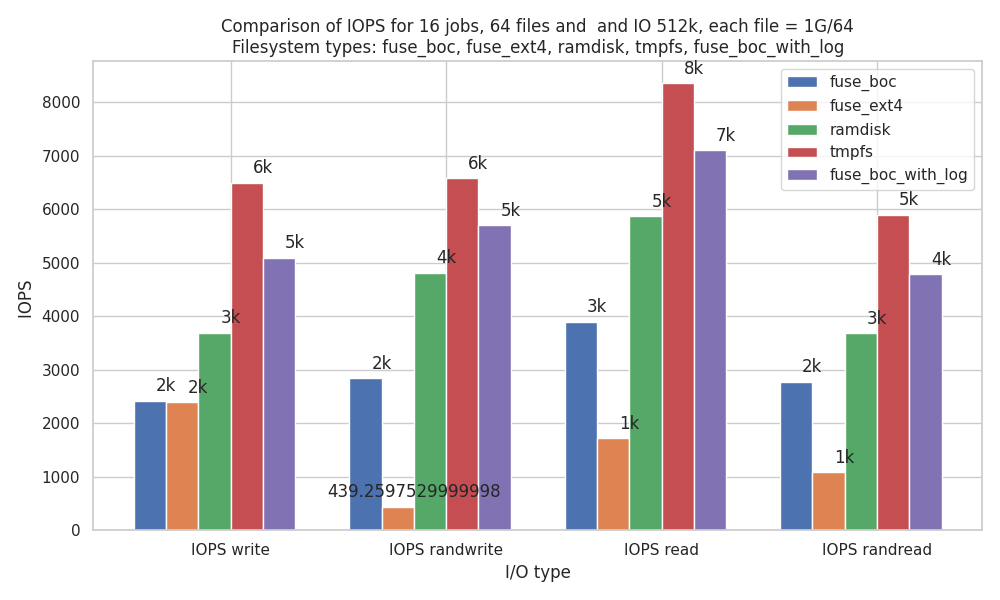 Comparison of IOPS for 16 jobs, 64 files and  and IO 512k, each file = 1G/64
Filesystem types: fuse_boc, fuse_ext4, ramdisk, tmpfs, fuse_boc_with_log
fuse_boc
fuse_ext4
ramdisk
tmpfs
fuse_boc_with_log
IOPS
8000
7000
6000
5000
4000
3000
2000
1000
0
2k
2k
3k
6k
5k
2k
439.2597529999998
4k
6k
5k
3k
1k
5k
8k
7k
2k
1k
3k
5k
4k
IOPS write
IOPS randwrite
IOPS read
IOPS randread
I/O type